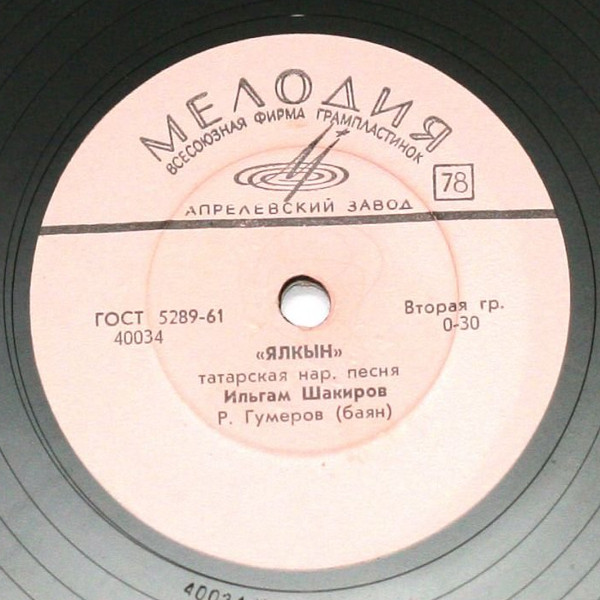 МЕЛОДИЯ
ВСЕСОЮЗНАЯ ФИРМА ГРАМПЛАСТИНОК
78
АПРЕЛЕВСКИЙ ЗАВОД
ГОСТ 5289-61
40034
Вторая гр.
0-30
«ЯЛКЫН»
татарская нар. песня
Ильгам Шакиров
Р. Гумеров (баян)